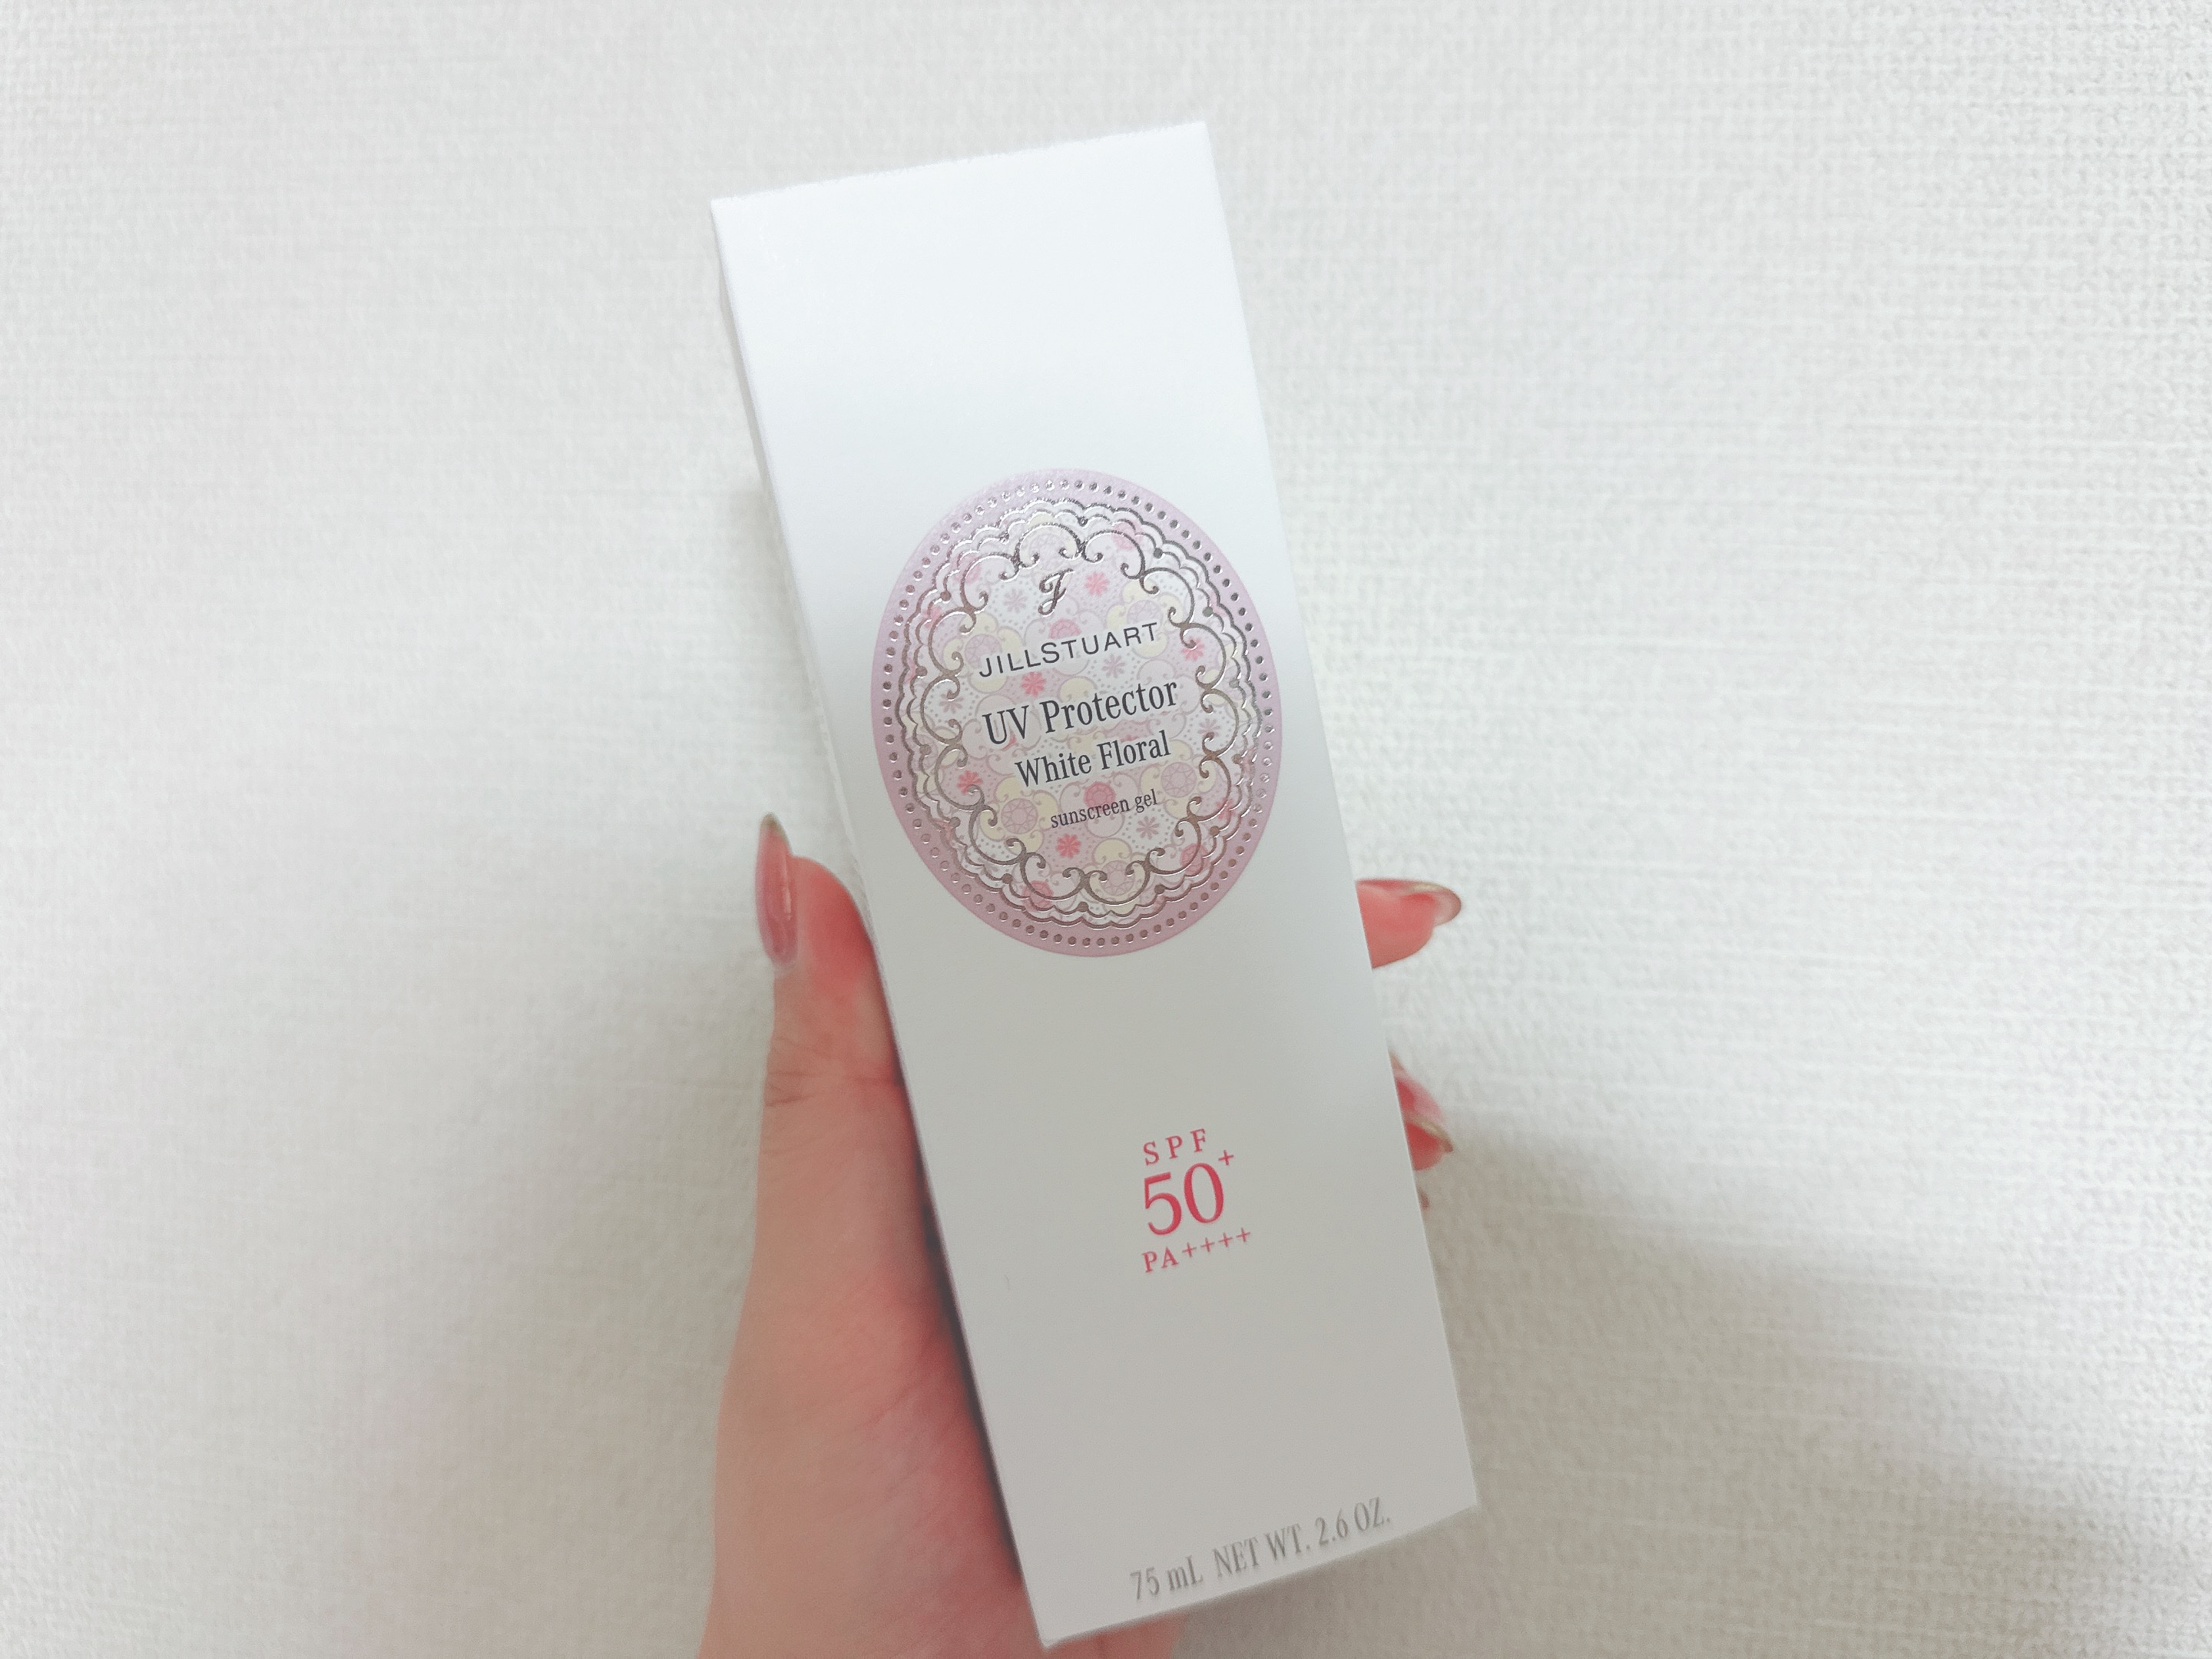 J
JILLSTUART
UV Protector
White Floral
sunscreen gel
SPF
50+
PA++++
75 mL NET WT. 2.6 OZ.